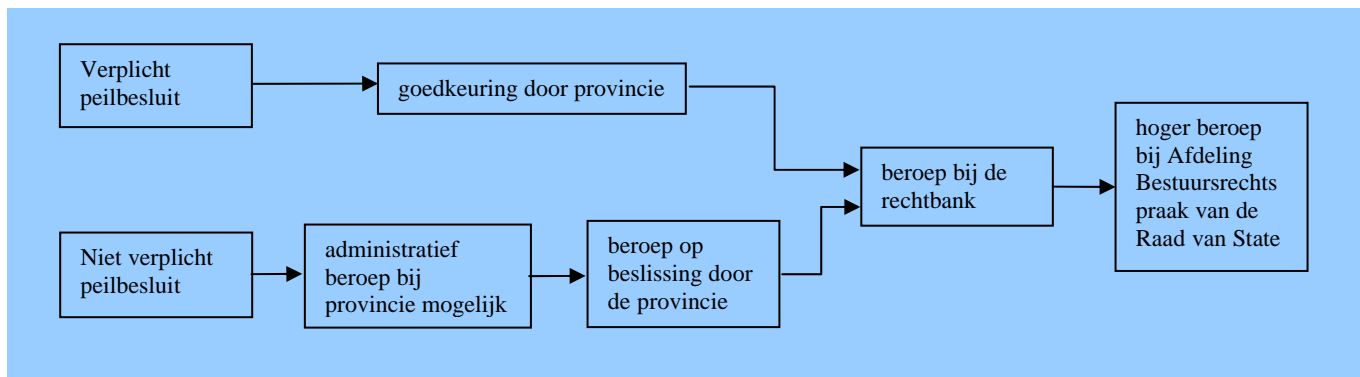 Verplicht
peilbesluit
goedkeuring door provincie
hoger beroep
bij Afdeling
Bestuursrechts
praak van de
Raad van State
beroep bij de
rechtbank
Niet verplicht
peilbesluit
administratief
beroep bij
provincie mogelijk
beroep op
beslissing door
de provincie